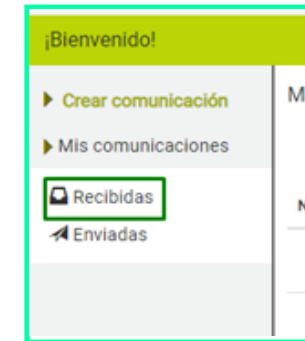 ¡Bienvenido!
Crear comunicación
M
Mis comunicaciones
Recibidas
N
Enviadas